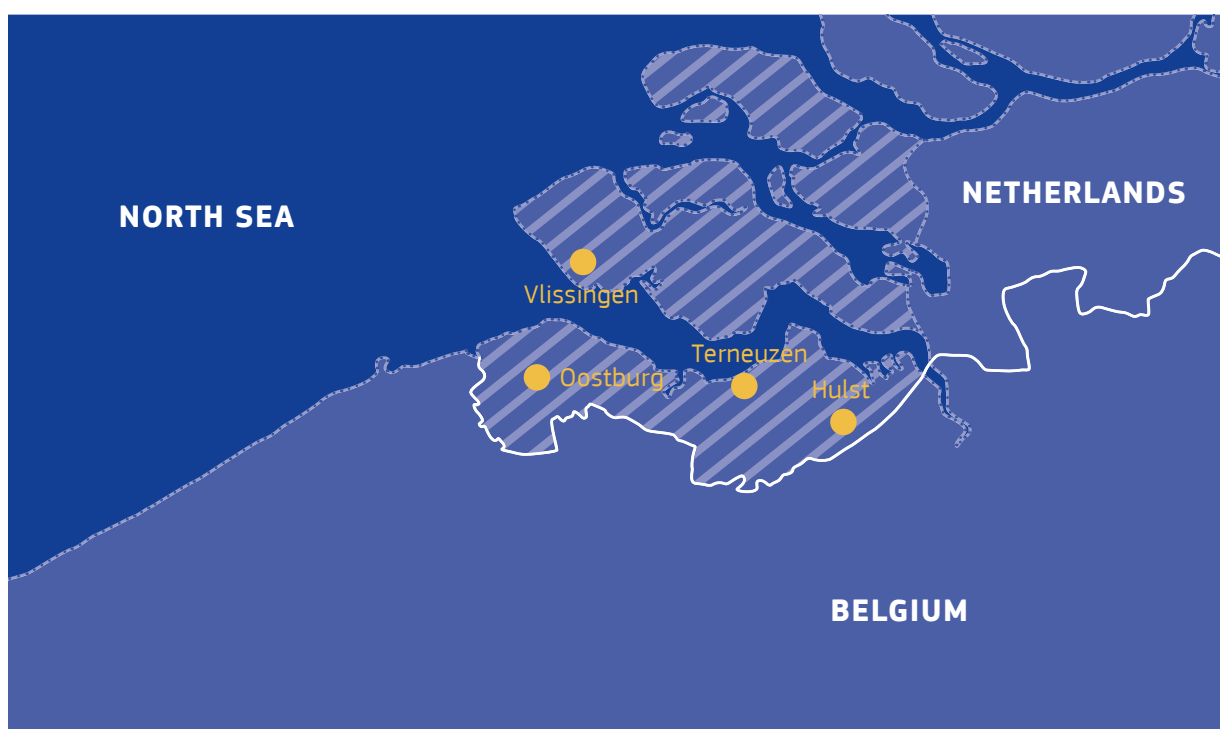 NORTH SEA
NETHERLANDS
Vlissingen
Terneuzen
Oostburg
Hulst
BELGIUM